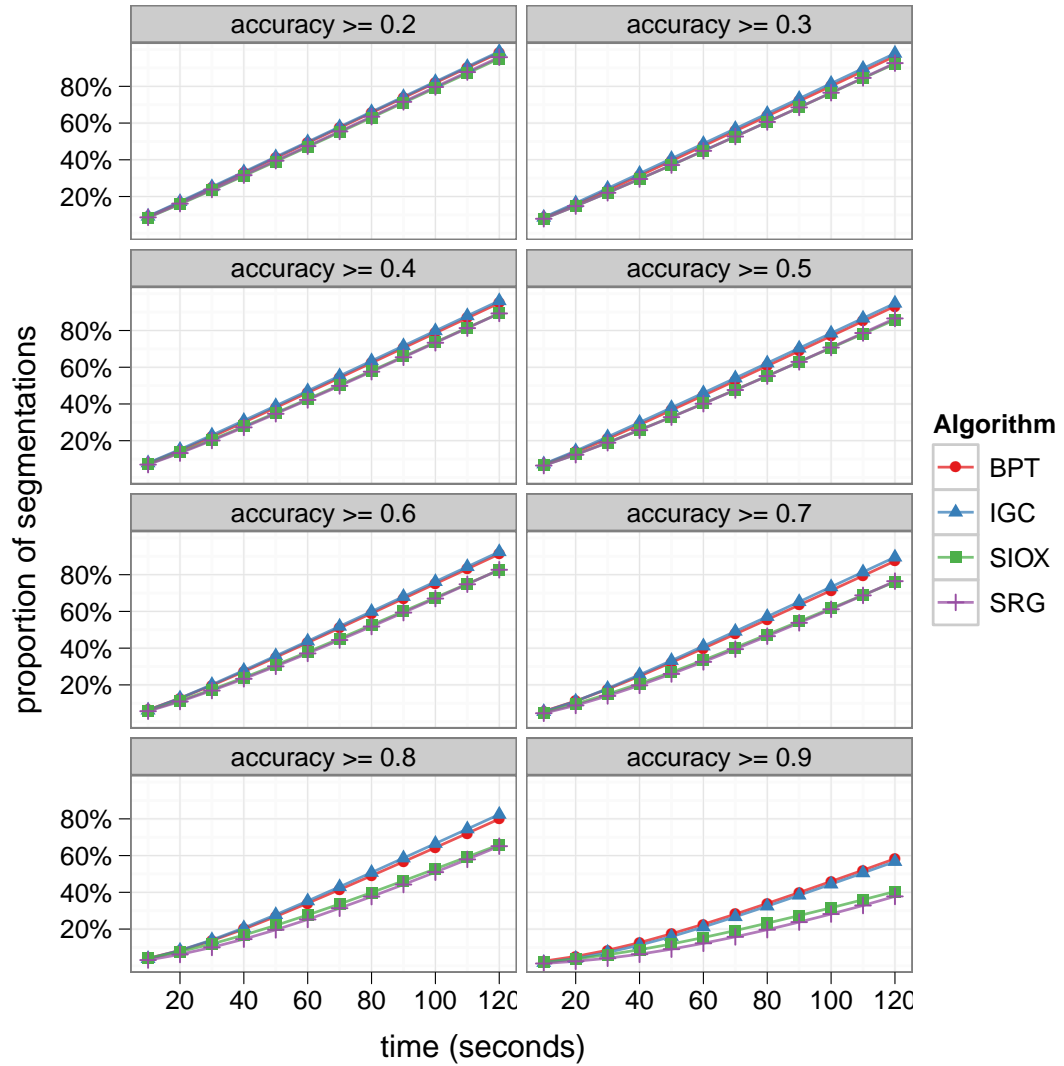 accuracy >= 0.2
accuracy >= 0.3
80%
60%
40%
20%
accuracy >= 0.4
accuracy >= 0.5
80%
60%
40%
20%
accuracy >= 0.6
accuracy >= 0.7
80%
60%
40%
20%
accuracy >= 0.8
accuracy >= 0.9
80%
60%
40%
20%
20 40 60 80 100 120
20 40 60 80 100 120
time (seconds)
proportion of segmentations
Algorithm
BPT
IGC
SIOX
SRG